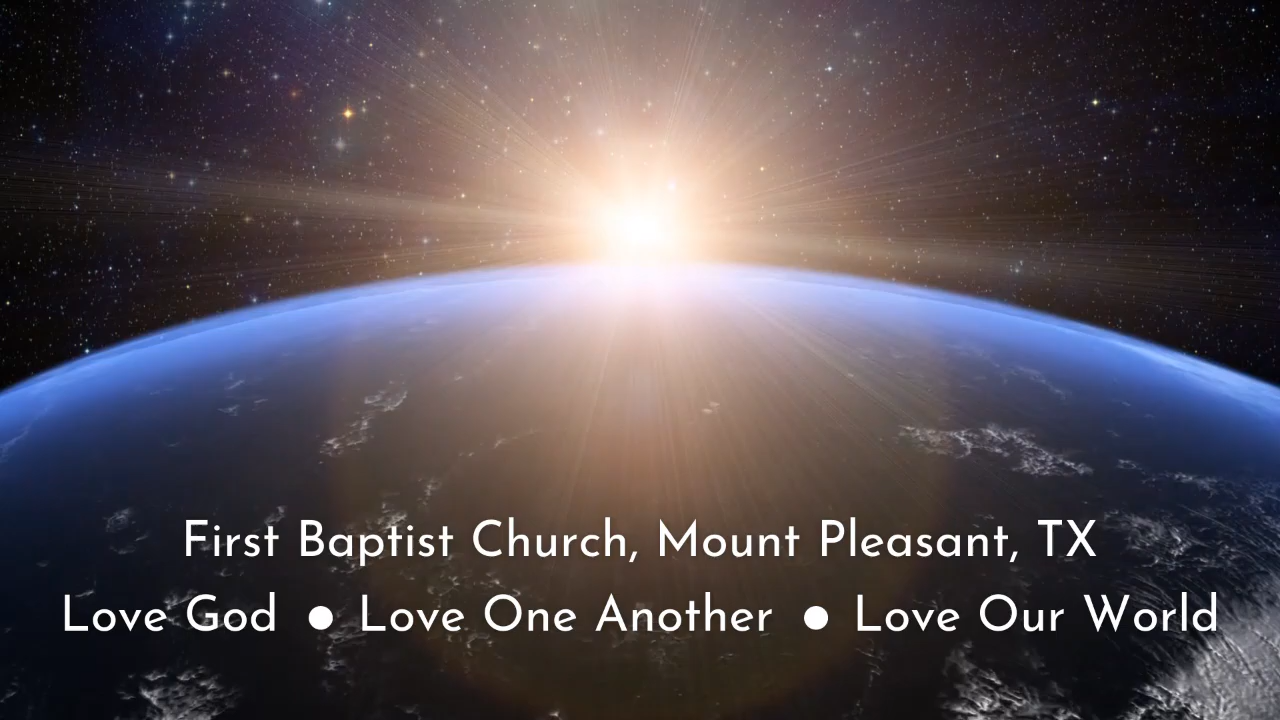 First Baptist Church, Mount Pleasant, TX
Love God ● Love One Another ● Love Our World